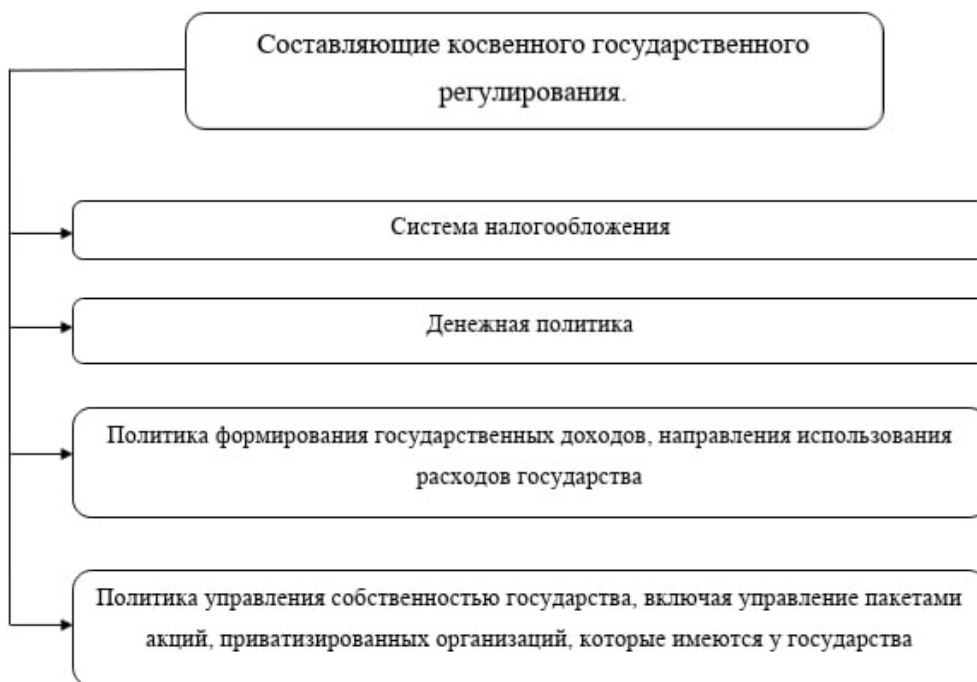 Составляющие косвенного государственного
регулирования.
Система налогообложения
Денежная политика
Политика формирования государственных доходов, направления использования
расходов государства
Политика управления собственностью государства, включая управление пакетами
акций, приватизированных организаций, которые имеются у государства